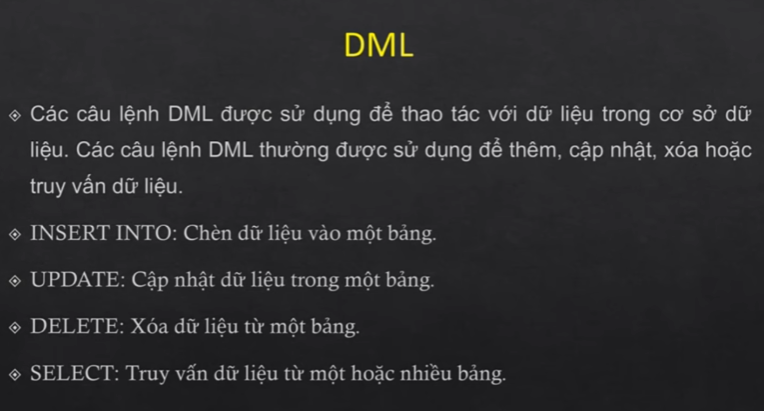 DML
Các câu lệnh DML được sử dụng để thao tác với dữ liệu trong cơ sở dữ
liệu. Các câu lệnh DML thường được sử dụng để thêm, cập nhật, xóa hoặc
truy vấn dữ liệu.
INSERT INTO: Chèn dữ liệu vào một bảng.
UPDATE: Cập nhật dữ liệu trong một bảng.
DELETE: Xóa dữ liệu từ một bảng.
SELECT: Truy vấn dữ liệu từ một hoặc nhiều bảng.